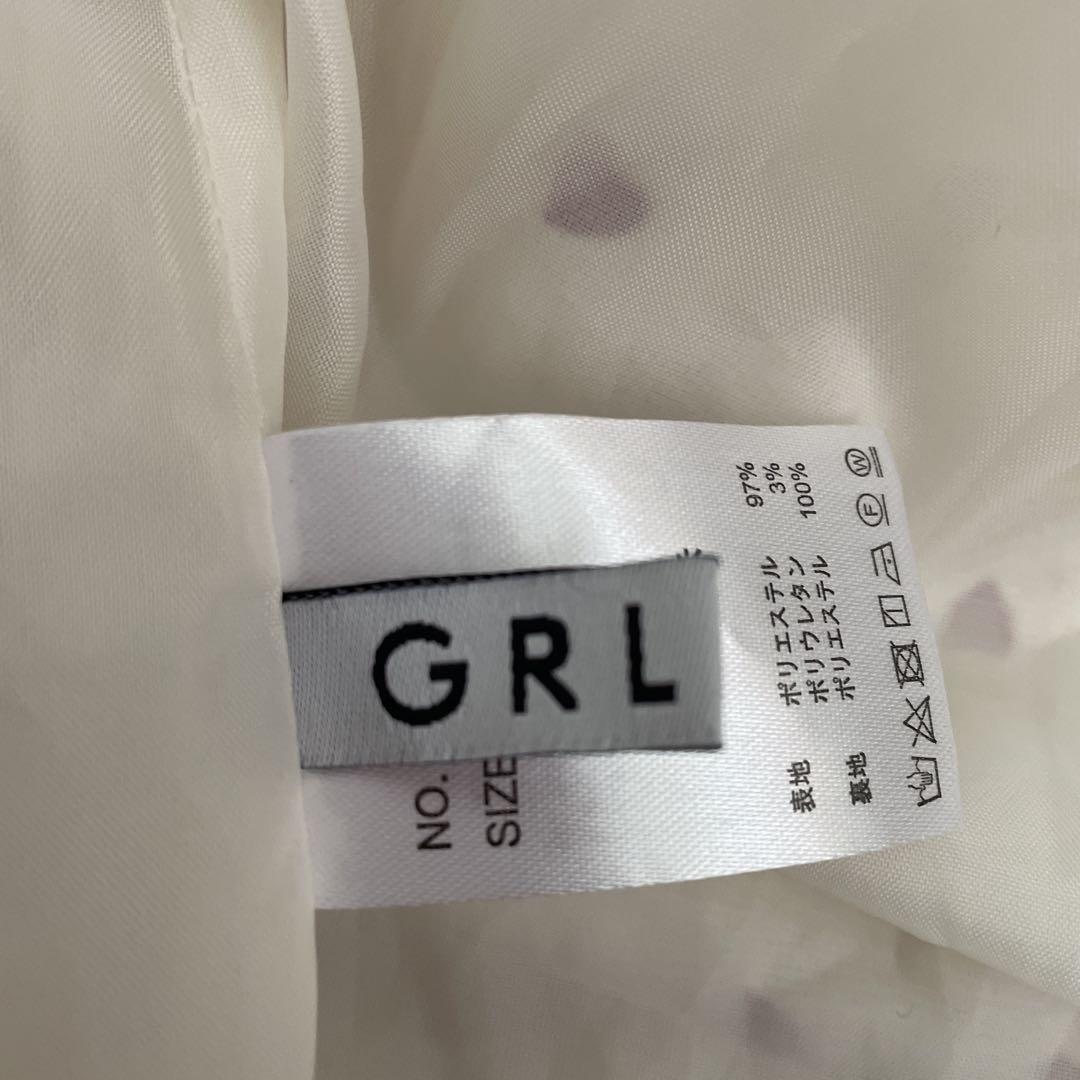 GRL
NO.
SIZE
表地 ポリエステル 97%
ポリウレタン 3%
裏地 ポリエステル 100%
F W